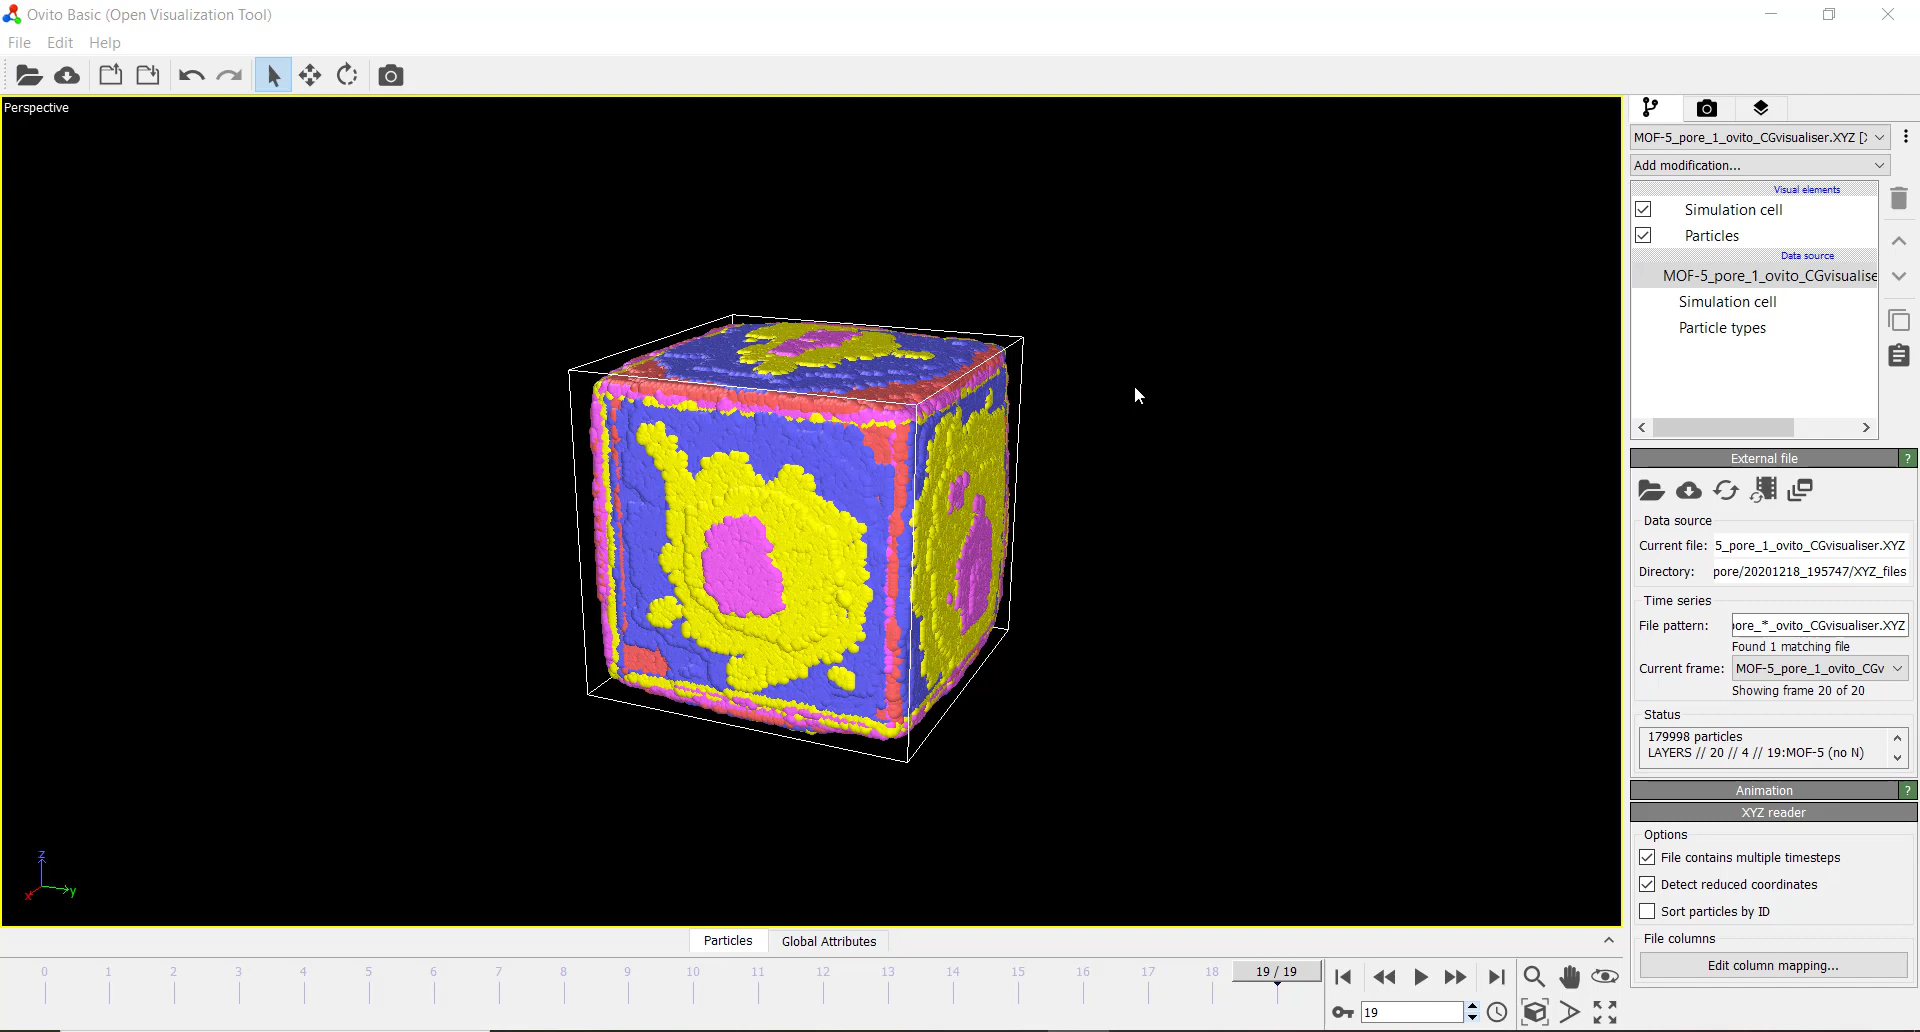 Ovito Basic (Open Visualization Tool)
File Edit Help
Perspective
MOF-5_pore_1_ovito_CGvisualiser.XYZ [
Add modification...
Visual elements
Simulation cell
Particles
Data source
MOF-5_pore_1_ovito_CGvisualise
Simulation cell
Particle types
External file
?
Data source
Current file: 5_pore_1_ovito_CGvisualiser.XYZ
Directory: pore/20201218_195747/XYZ_files
Time series
File pattern: ore_*_ovito_CGvisualiser.XYZ
Found 1 matching file
Current frame: MOF-5_pore_1_ovito_CGv
Showing frame 20 of 20
Status
179998 particles
LAYERS // 20 // 4 // 19:MOF-5 (no N)
Animation
?
XYZ reader
Options
File contains multiple timesteps
Detect reduced coordinates
Sort particles by ID
File columns
Edit column mapping...
z
x
y
Particles Global Attributes
0 1 2 3 4 5 6 7 8 9 10 11 12 13 14 15 16 17 18 19 / 19
19